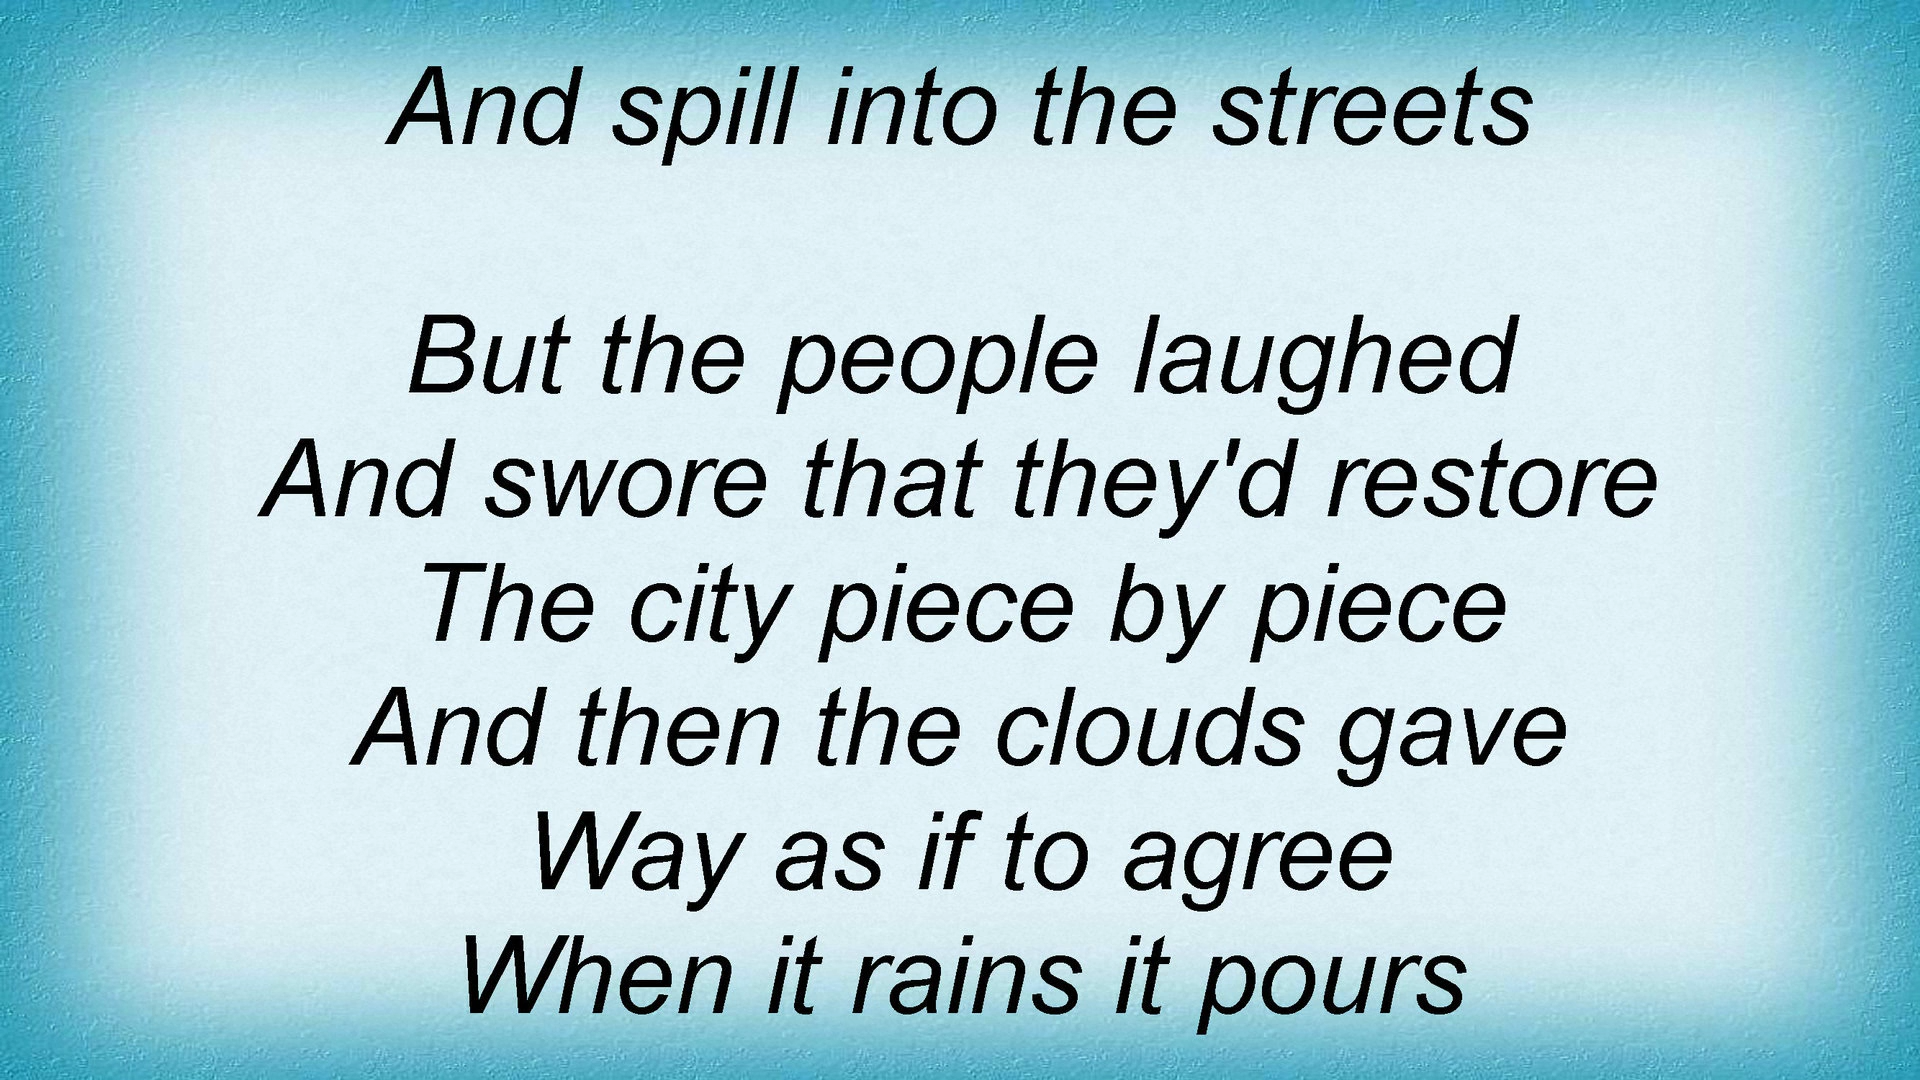 And spill into the streets
But the people laughed
And swore that they'd restore
The city piece by piece
And then the clouds gave
Way as if to agree
When it rains it pours